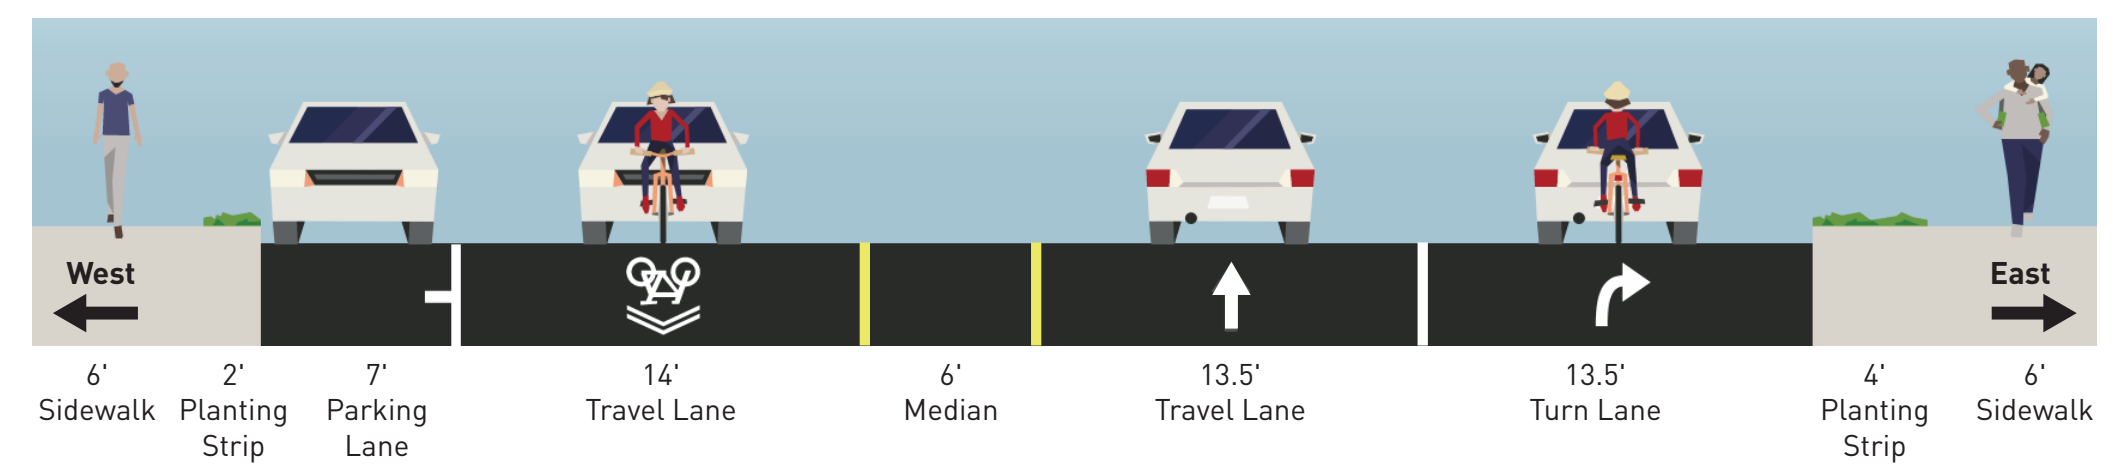 West
East
6'
Sidewalk
2'
Planting
Strip
7'
Parking
Lane
14'
Travel Lane
6'
Median
13.5'
Travel Lane
13.5'
Turn Lane
4'
Planting
Strip
6'
Sidewalk